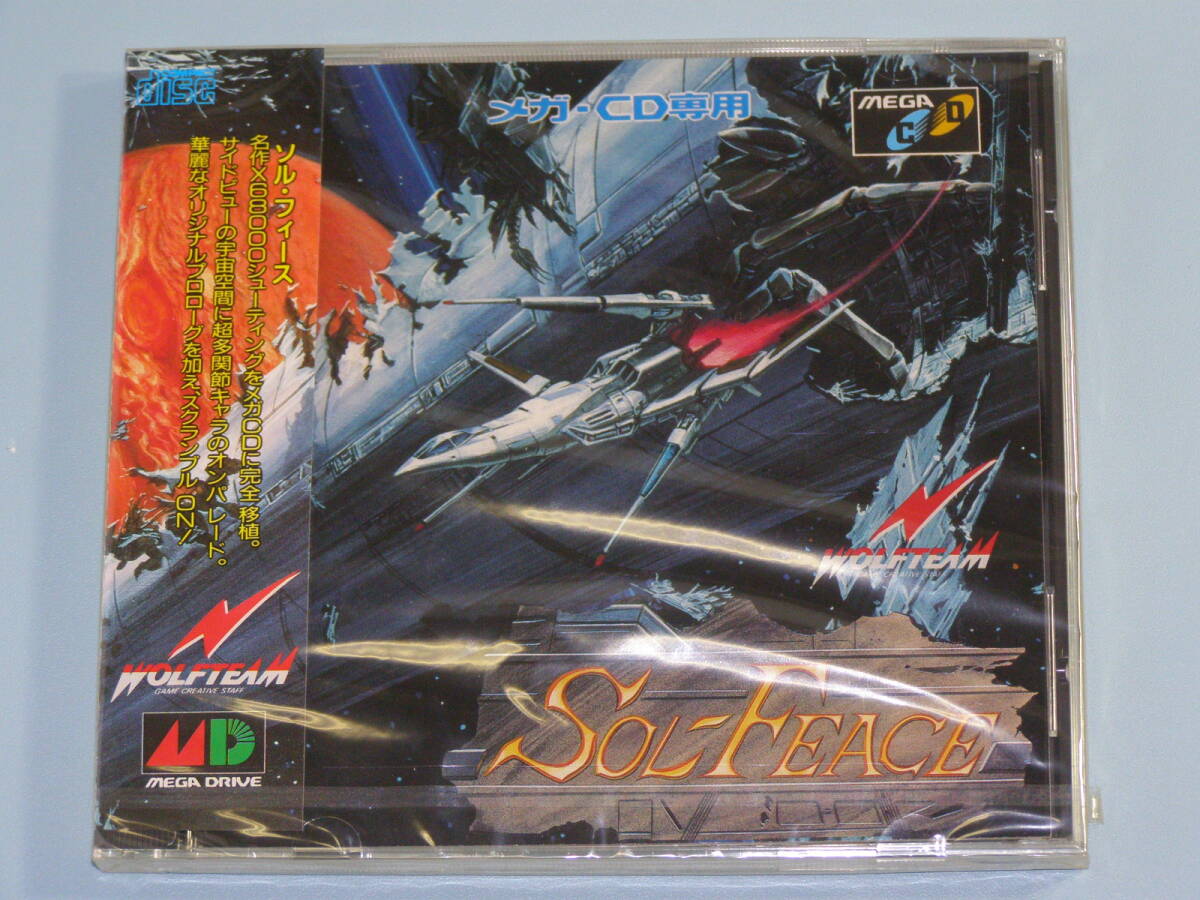 COMPACT
DISC
ソル・フィース
名作X68000シューティングをメガCDに完全移植。
サイドビューの宇宙空間に超多関節キャラのオンパレード。
華麗なオリジナルプロローグを加え、スクランブルON!
WOLFTEAM
GAME CREATIVE STAFF
MD
MEGA DRIVE
メガ-CD専用
MEGA
CD
WOLFTEAM
GAME CREATIVE STAFF
SOL-FEACE